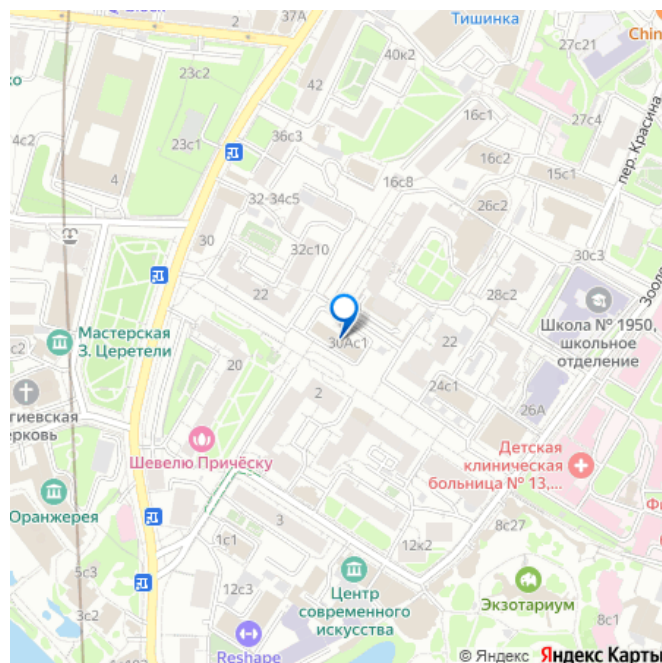 37А
2
Тишинка
Chin
27с21
40к2
23с2
42
16с1
27с4
4с2
23с1
36с3
пер. Красина
4
16с2
15с1
32-34с5
16с8
26с2
30
32с10
30с3
22
28с2
Зооло
Школа № 1950,
школьное
отделение
Мастерская
З. Церетели
30Ас1
22
20
24с1
2
26А
гиевская
ерковь
Шевелю Причёску
Детская
клиническая
больница № 13,...
Оранжерея
3
8с27
1с1
12к2
5с3
12с3
Центр
современного
искусства
Экзотариум
3с2
8с1
Reshape
© Яндекс Яндекс Карты